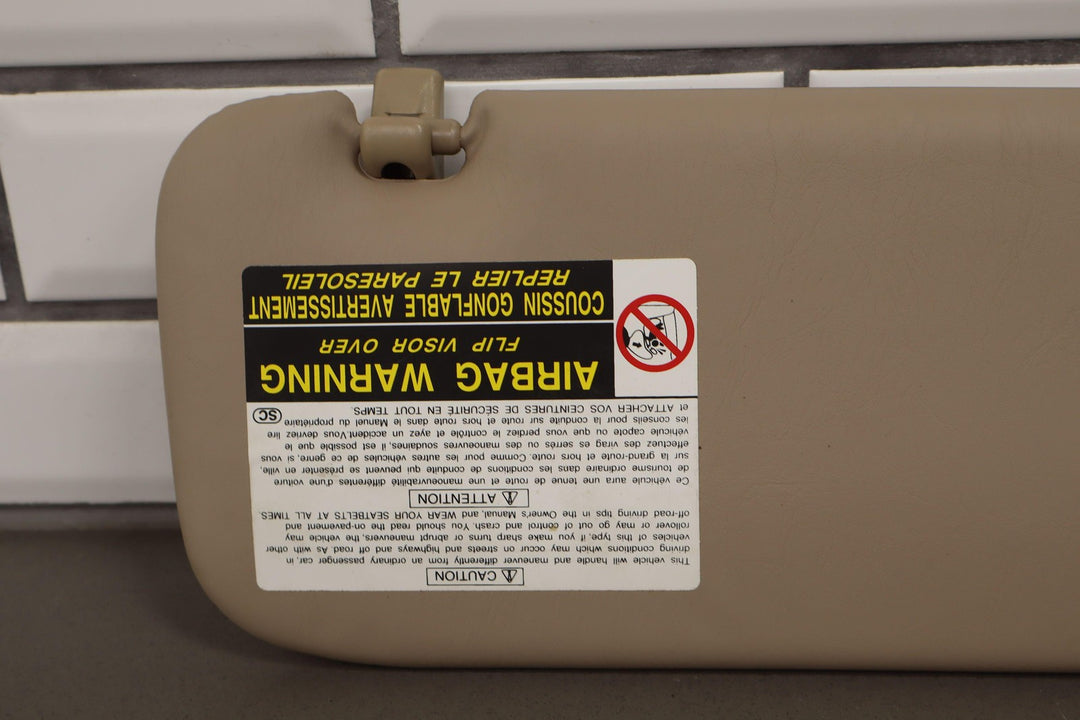 ⚠ CAUTION
This vehicle will handle and maneuver differently from an ordinary passenger car, in
driving conditions which may occur on streets and highways and off road. As with other
vehicles of this type, if you make sharp turns or abrupt maneuvers, the vehicle may
rollover or may go out of control and crash. You should read the on-pavement and
off-road driving tips in the Owner's Manual, and WEAR YOUR SEATBELTS AT ALL TIMES.
⚠ ATTENTION
Ce véhicule aura une tenue de route et une manoeuvrabilité différentes d'une voiture
de tourisme ordinaire dans les conditions de conduite qui peuvent se présenter en ville,
sur la grand-route et hors route. Comme pour les autres véhicules de ce genre, si vous
effectuez des virag es serrés ou des manoeuvres soudaines, il est possible que le
véhicule capote ou que vous perdiez le contrôle et ayez un accident. Vous devriez lire
les conseils pour la conduite sur route et hors route dans le Manuel du propriétaire
et ATTACHER VOS CEINTURES DE SÉCURITÉ EN TOUT TEMPS.
SC
AIRBAG WARNING
FLIP VISOR OVER
COUSSIN GONFLABLE AVERTISSEMENT
REPLIER LE PARESOLEIL